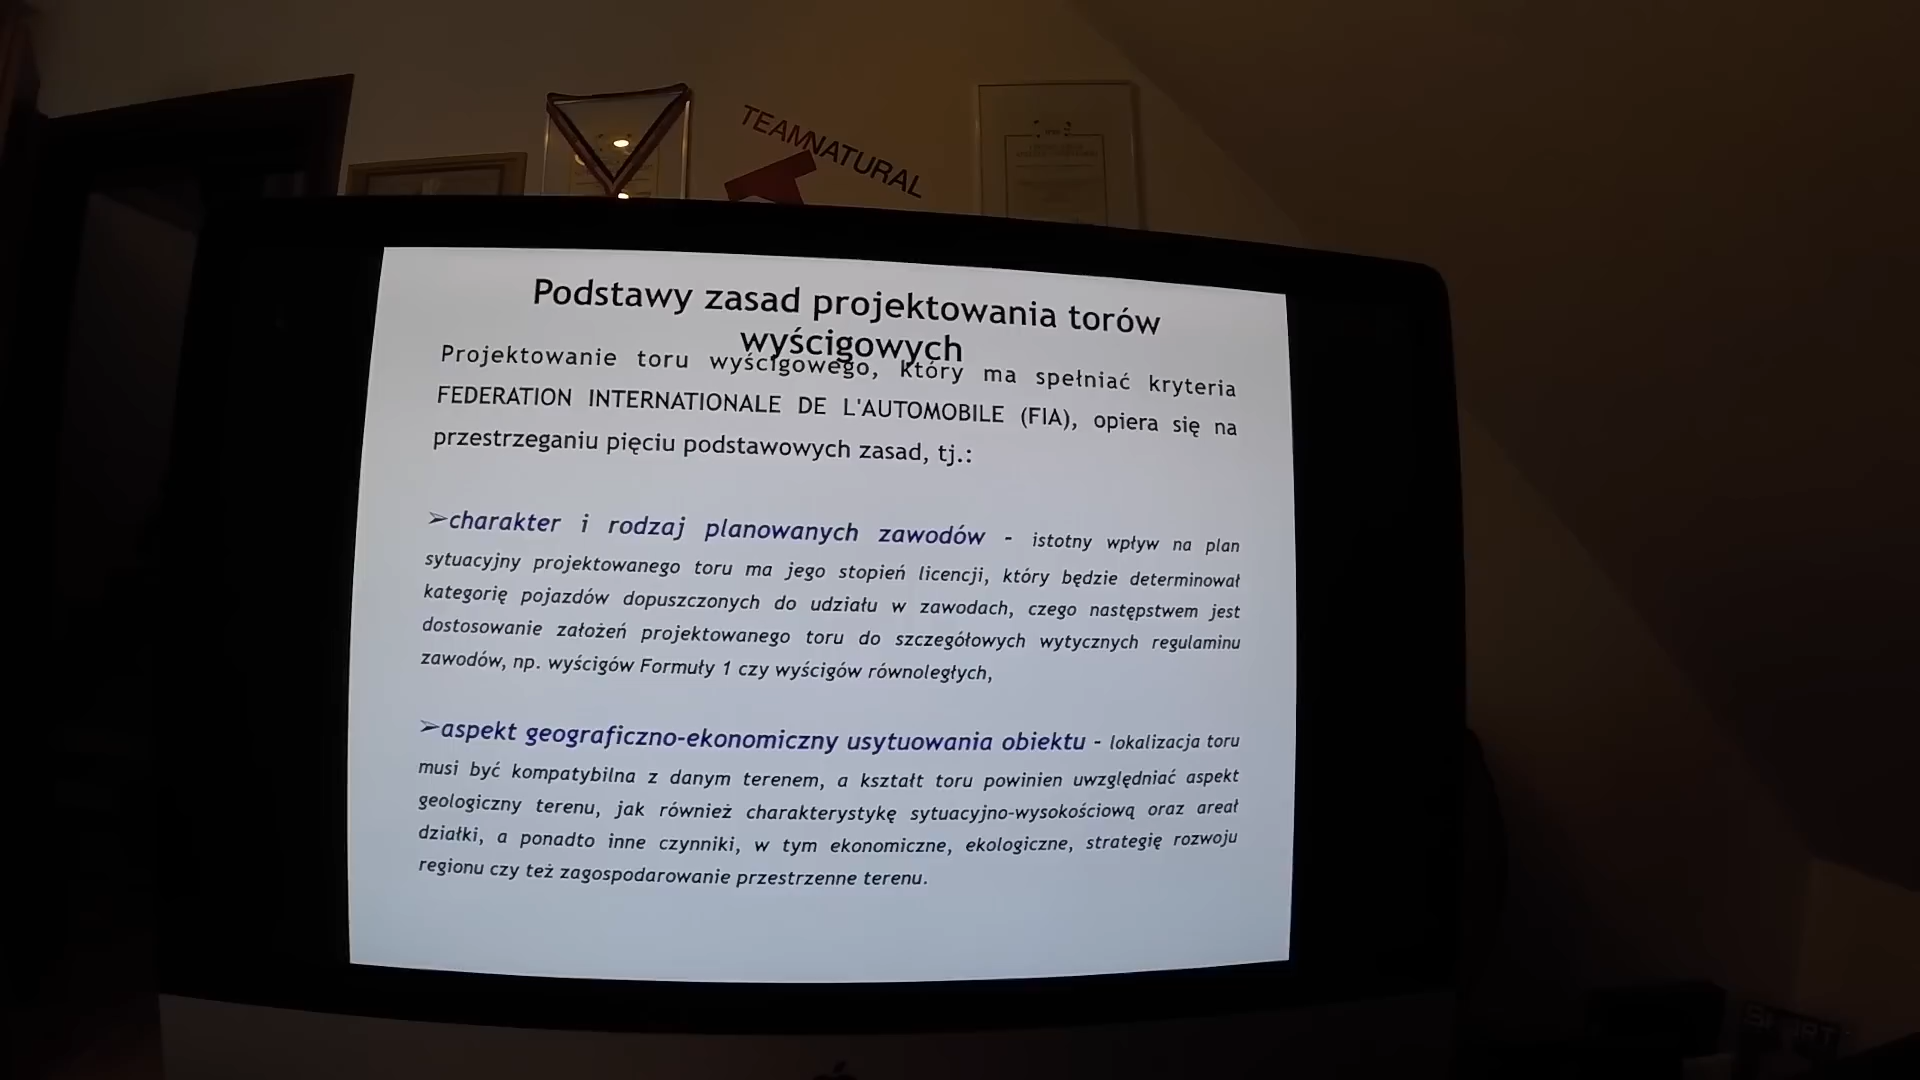 TEAMNATURAL
Podstawy zasad projektowania torów
wyścigowych
Projektowanie toru wyścigowego, który ma spełniać kryteria
FEDERATION INTERNATIONALE DE L'AUTOMOBILE (FIA), opiera się na
przestrzeganiu pięciu podstawowych zasad, tj.:
➢charakter i rodzaj planowanych zawodów - istotny wpływ na plan
sytuacyjny projektowanego toru ma jego stopień licencji, który będzie determinował
kategorię pojazdów dopuszczonych do udziału w zawodach, czego następstwem jest
dostosowanie założeń projektowanego toru do szczegółowych wytycznych regulaminu
zawodów, np. wyścigów Formuły 1 czy wyścigów równoległych,
➢aspekt geograficzno-ekonomiczny usytuowania obiektu - lokalizacja toru
musi być kompatybilna z danym terenem, a kształt toru powinien uwzględniać aspekt
geologiczny terenu, jak również charakterystykę sytuacyjno-wysokościową oraz areał
działki, a ponadto inne czynniki, w tym ekonomiczne, ekologiczne, strategię rozwoju
regionu czy też zagospodarowanie przestrzenne terenu.